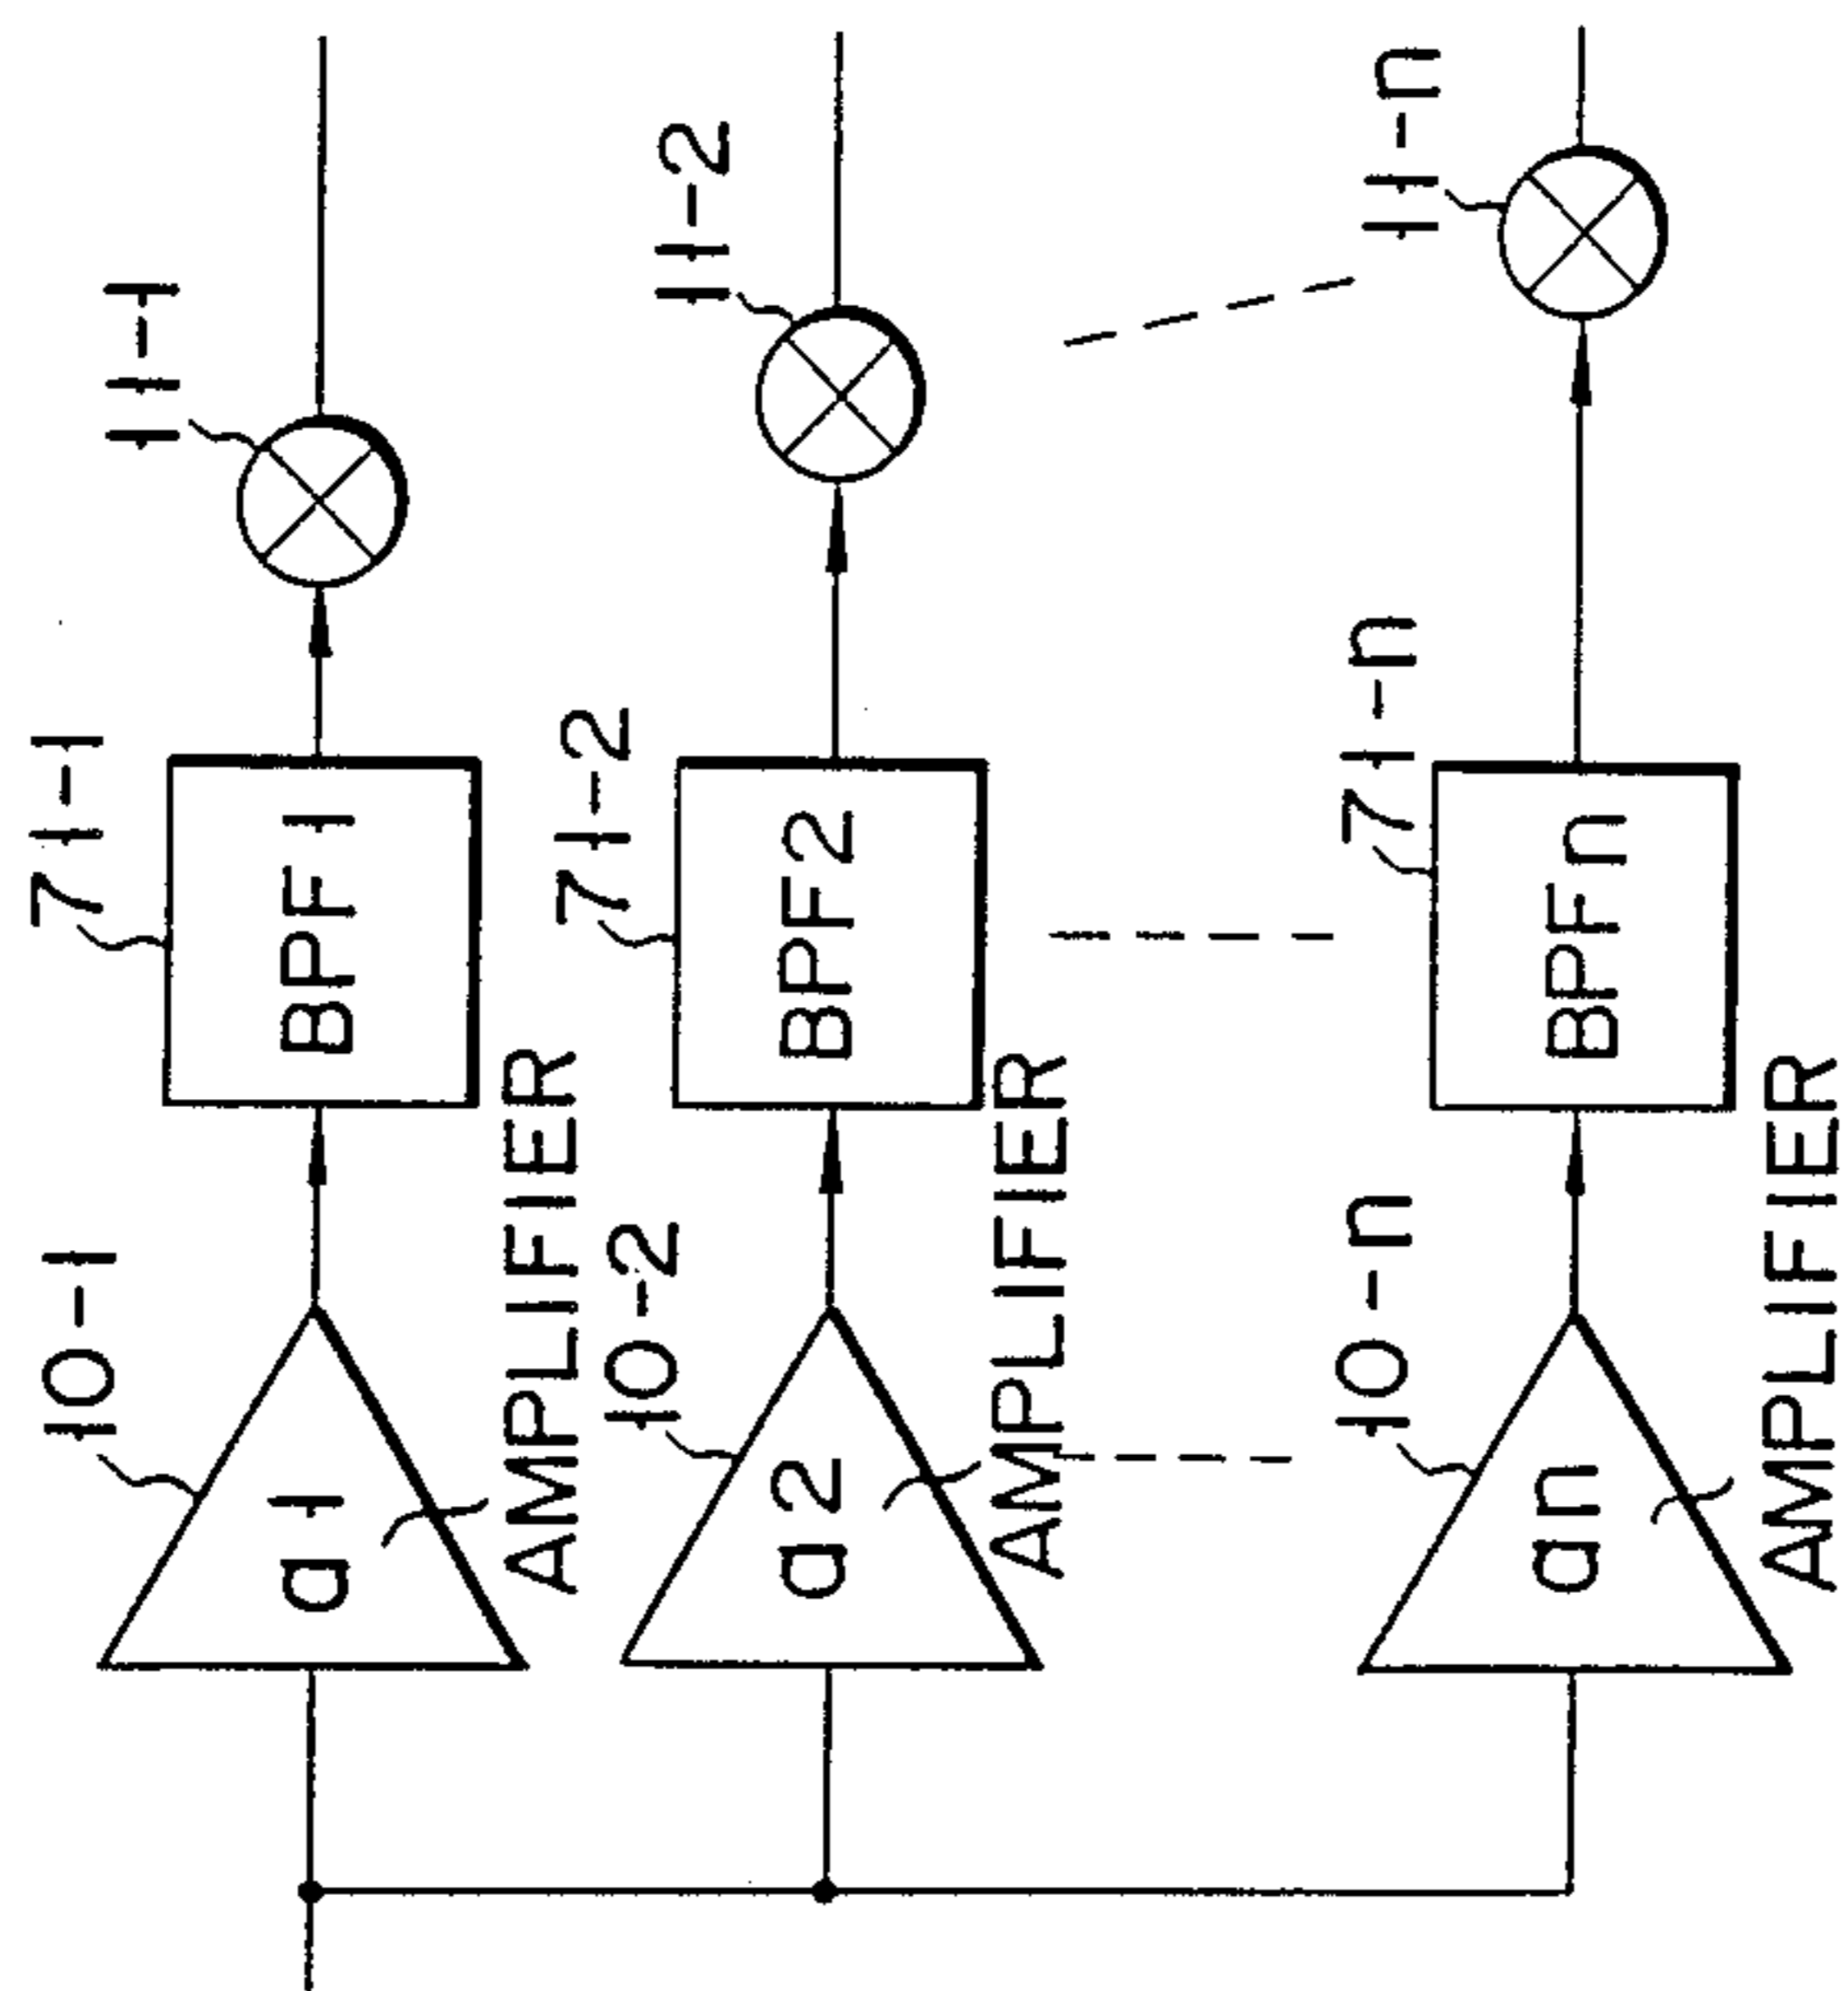 10-1
a1
AMPLIFIER
71-1
BPF1
11-1
10-2
a2
AMPLIFIER
71-2
BPF2
11-2
10-n
an
AMPLIFIER
71-n
BPFn
11-n